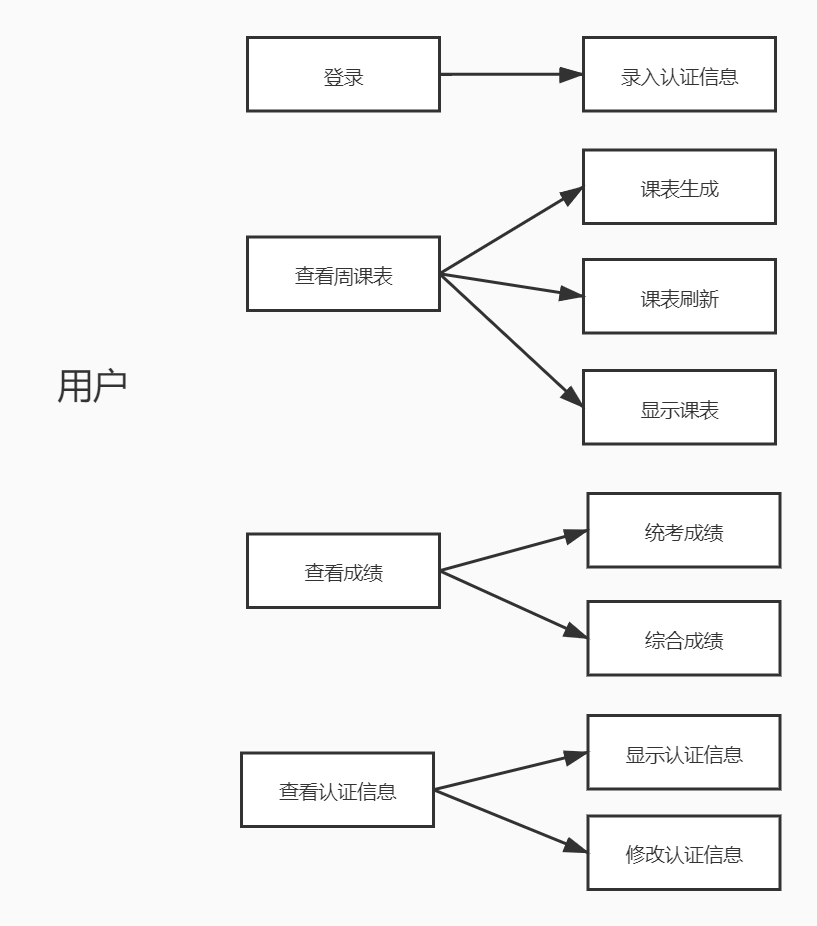 登录
录入认证信息
课表生成
查看周课表
课表刷新
用户
显示课表
统考成绩
查看成绩
综合成绩
显示认证信息
查看认证信息
修改认证信息